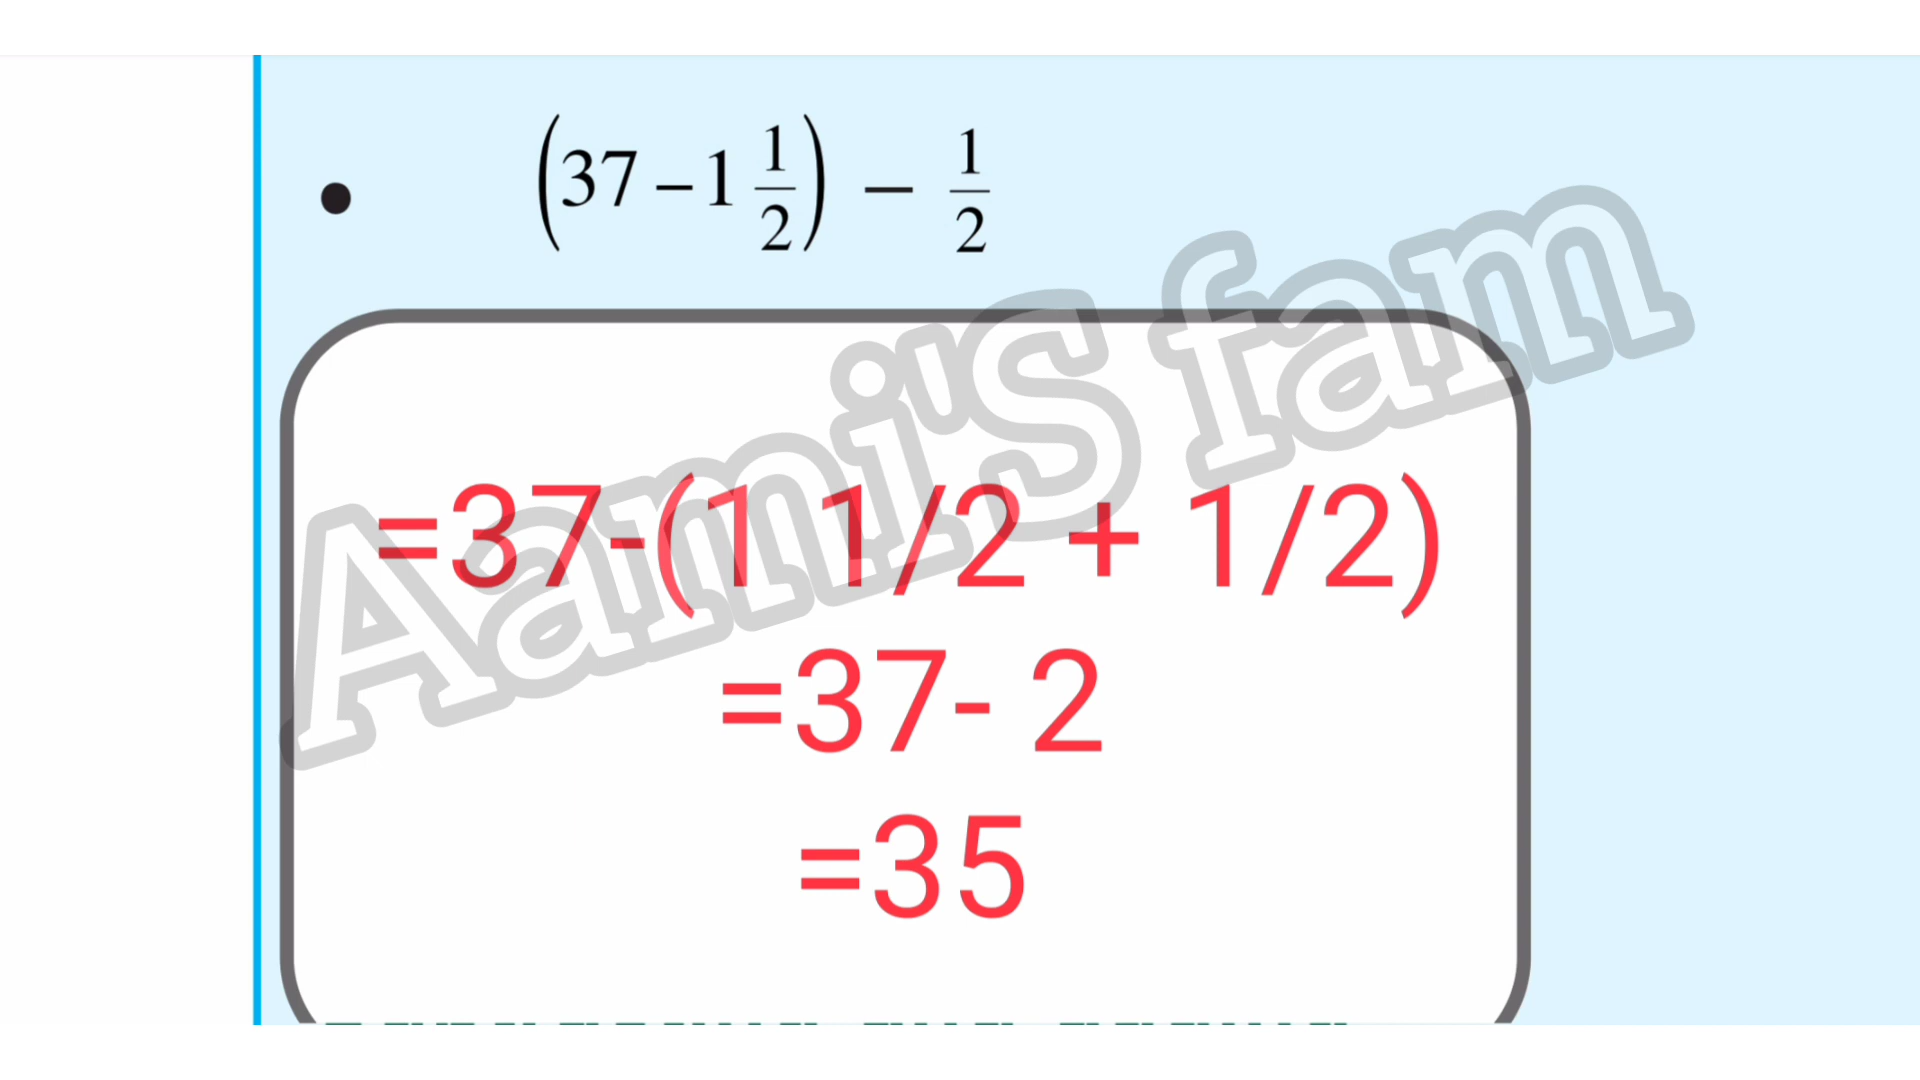 • (37 – 1 1/2) – 1/2
Aami'S fam
=37-(1 1/2 + 1/2)
=37- 2
=35